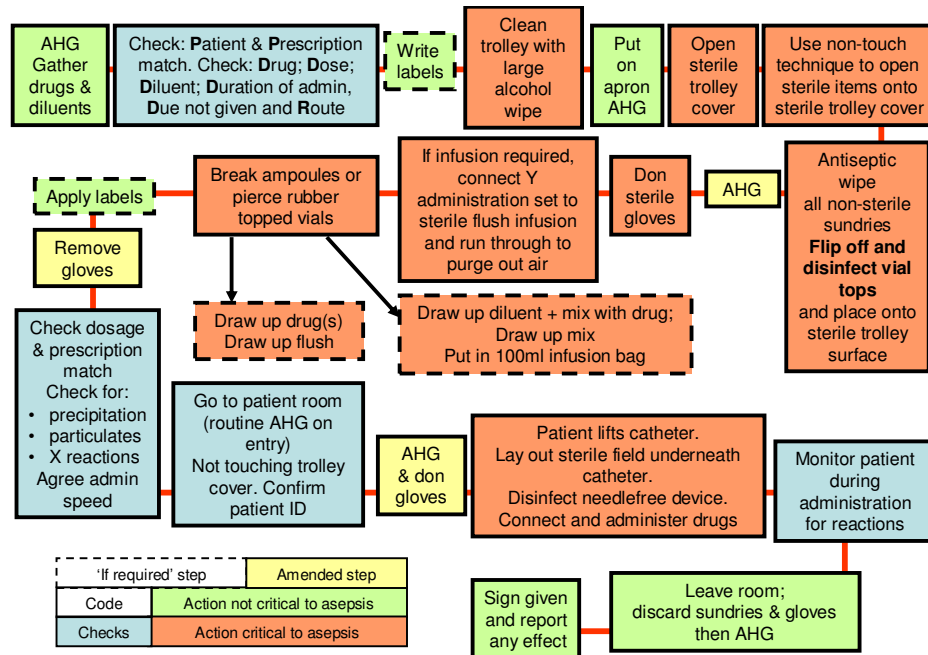 AHG
Gather
drugs &
diluents
Check: Patient & Prescription
match. Check: Drug; Dose;
Diluent; Duration of admin,
Due not given and Route
Write
labels
Clean
trolley with
large
alcohol
wipe
Put
on
apron
AHG
Open
sterile
trolley
cover
Use non-touch
technique to open
sterile items onto
sterile trolley cover
Antiseptic
wipe
all non-sterile
sundries
Flip off and
disinfect vial
tops
and place onto
sterile trolley
surface
AHG
Don
sterile
gloves
If infusion required,
connect Y
administration set to
sterile flush infusion
and run through to
purge out air
Break ampoules or
pierce rubber
topped vials
Draw up drug(s)
Draw up flush
Draw up diluent + mix with drug;
Draw up mix
Put in 100ml infusion bag
Apply labels
Remove
gloves
Check dosage
& prescription
match
Check for:
• precipitation
• particulates
• X reactions
Agree admin
speed
Go to patient room
(routine AHG on
entry)
Not touching trolley
cover. Confirm
patient ID
AHG
& don
gloves
Patient lifts catheter.
Lay out sterile field underneath
catheter.
Disinfect needlefree device.
Connect and administer drugs
Monitor patient
during
administration
for reactions
Leave room;
discard sundries & gloves
then AHG
Sign given
and report
any effect
'If required' step
Amended step
Code
Action not critical to asepsis
Checks
Action critical to asepsis